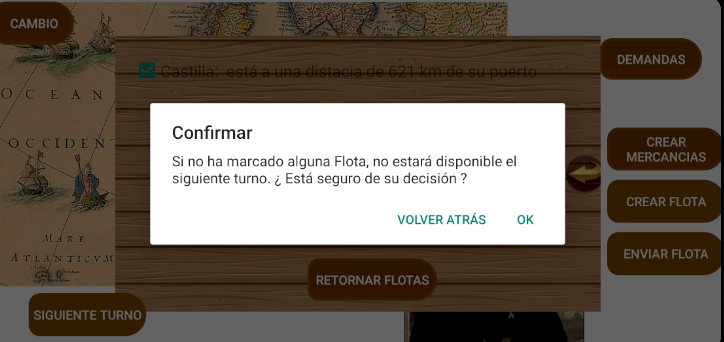 CAMBIO
DEMANDAS
Castilla: está a una distacia de 621 km de su puerto
OCEAN
Confirmar
Si no ha marcado alguna Flota, no estará disponible el
siguiente turno. ¿ Está seguro de su decisión ?
VOLVER ATRÁS
OK
OCCIDENT
CREAR
MERCANCIAS
CREAR FLOTA
MARE
ATLANTICVM
ENVIAR FLOTA
RETORNAR FLOTAS
SIGUIENTE TURNO